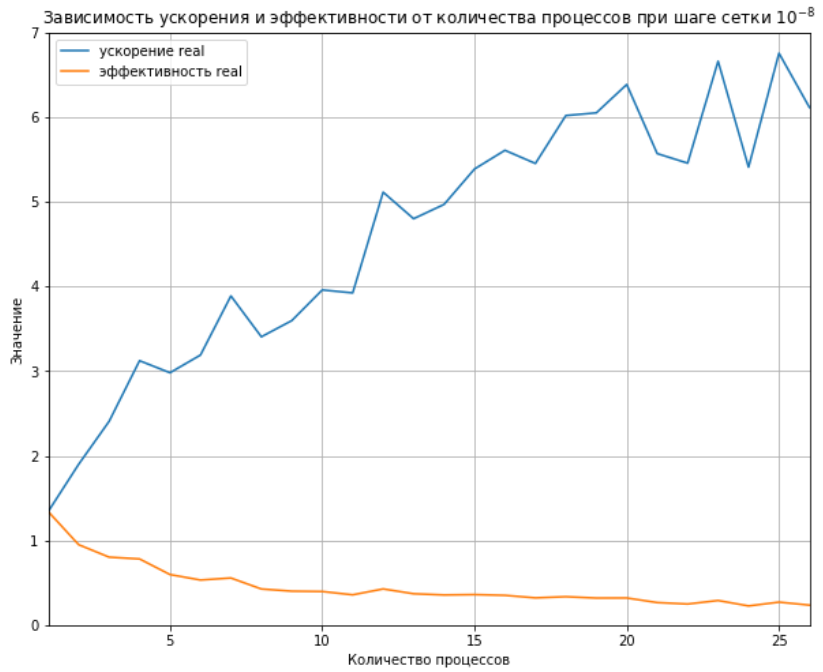 Зависимость ускорения и эффективности от количества процессов при шаге сетки 10⁻⁸
7
ускорение real
эффективность real
6
5
4
Значение
3
2
1
0
5 10 15 20 25
Количество процессов